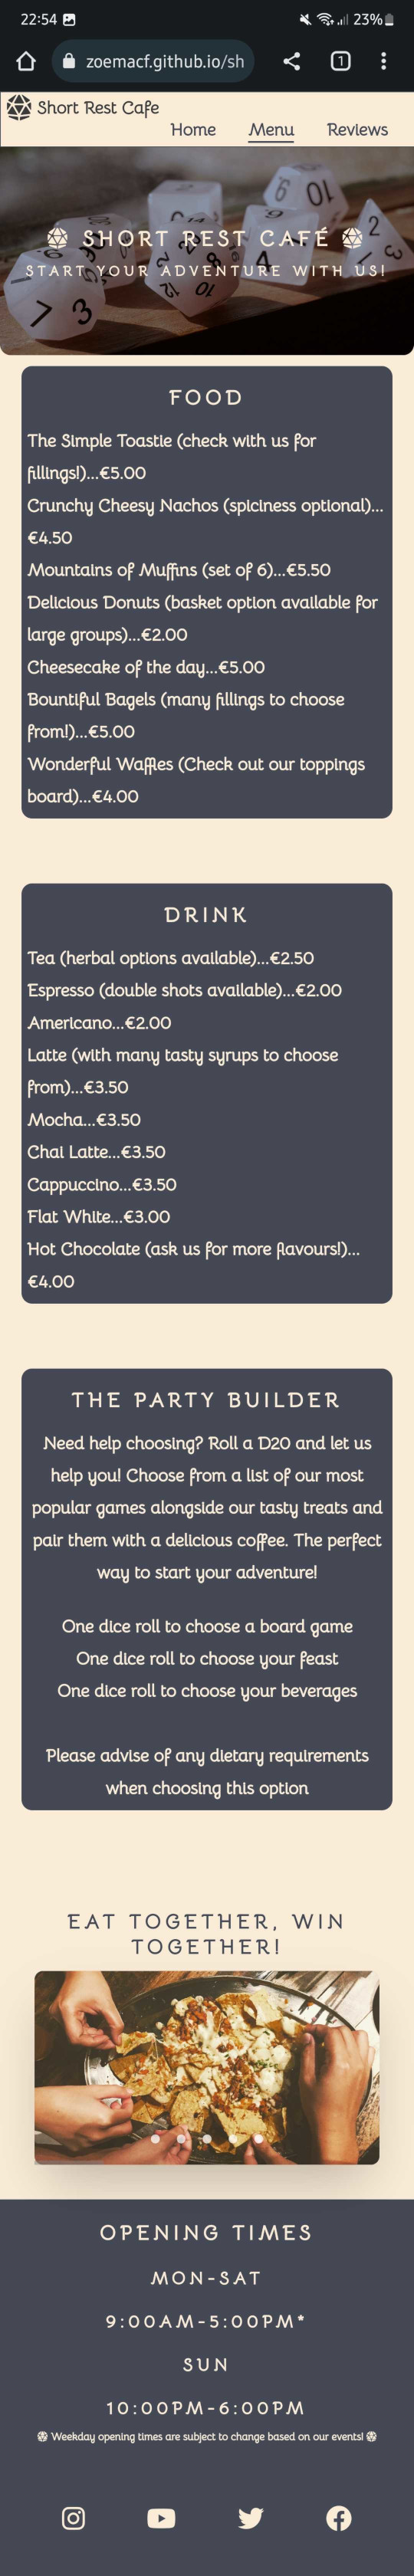 22:54 23%
zoemacf.github.io/sh 1
Short Rest Cafe
Home Menu Reviews
SHORT REST CAFÉ
START YOUR ADVENTURE WITH US!
FOOD
The Simple Toastie (check with us for
fillings!)...€5.00
Crunchy Cheesy Nachos (spiciness optional)...
€4.50
Mountains of Muffins (set of 6)...€5.50
Delicious Donuts (basket option available for
large groups)...€2.00
Cheesecake of the day...€5.00
Bountiful Bagels (many fillings to choose
from!)...€5.00
Wonderful Waffles (Check out our toppings
board)...€4.00
DRINK
Tea (herbal options available)...€2.50
Espresso (double shots available)...€2.00
Americano...€2.00
Latte (with many tasty syrups to choose
from)...€3.50
Mocha...€3.50
Chai Latte...€3.50
Cappuccino...€3.50
Flat White...€3.00
Hot Chocolate (ask us for more flavours!)...
€4.00
THE PARTY BUILDER
Need help choosing? Roll a D20 and let us
help you! Choose from a list of our most
popular games alongside our tasty treats and
pair them with a delicious coffee. The perfect
way to start your adventure!
One dice roll to choose a board game
One dice roll to choose your feast
One dice roll to choose your beverages
Please advise of any dietary requirements
when choosing this option
EAT TOGETHER, WIN
TOGETHER!
OPENING TIMES
MON-SAT
9:00AM-5:00PM*
SUN
10:00PM-6:00PM
Weekday opening times are subject to change based on our events!